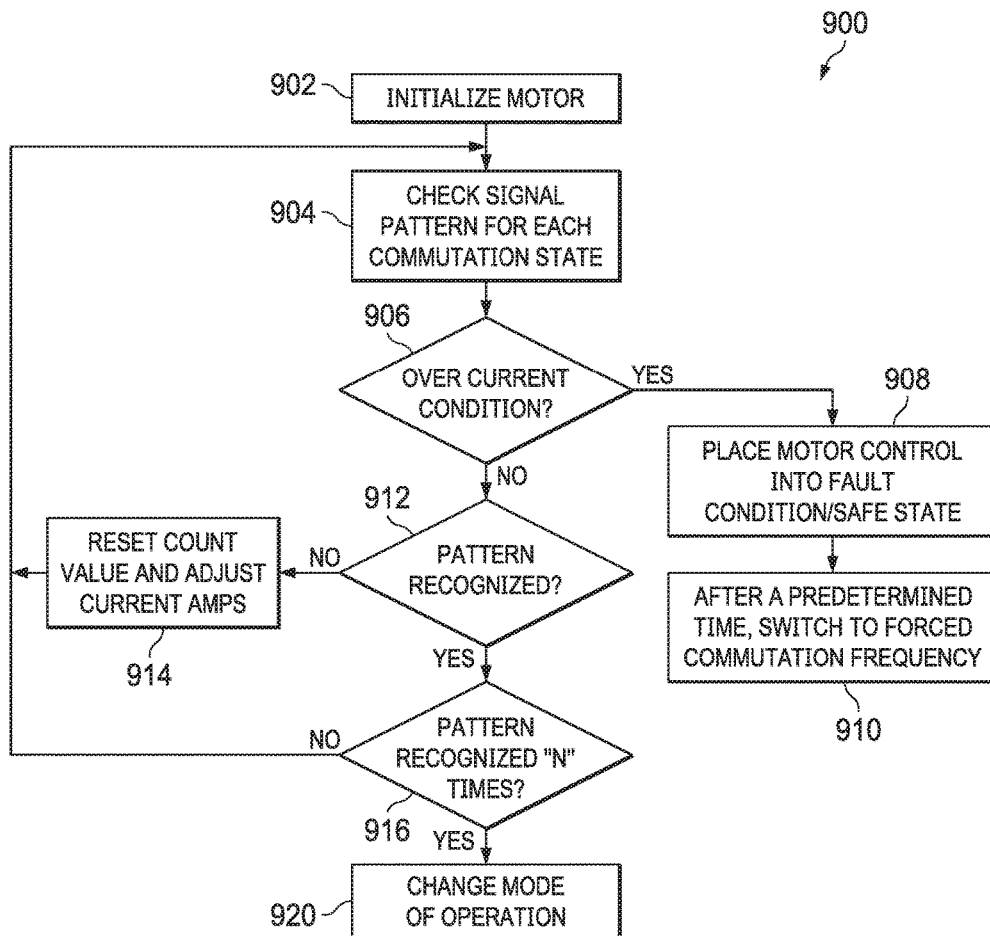 900
902
INITIALIZE MOTOR
904
CHECK SIGNAL
PATTERN FOR EACH
COMMUTATION STATE
906
OVER CURRENT
CONDITION?
YES
NO
908
PLACE MOTOR CONTROL
INTO FAULT
CONDITION/SAFE STATE
AFTER A PREDETERMINED
TIME, SWITCH TO FORCED
COMMUTATION FREQUENCY
910
912
PATTERN
RECOGNIZED?
NO
RESET COUNT
VALUE AND ADJUST
CURRENT AMPS
914
YES
PATTERN
RECOGNIZED "N"
TIMES?
NO
916
YES
920
CHANGE MODE
OF OPERATION